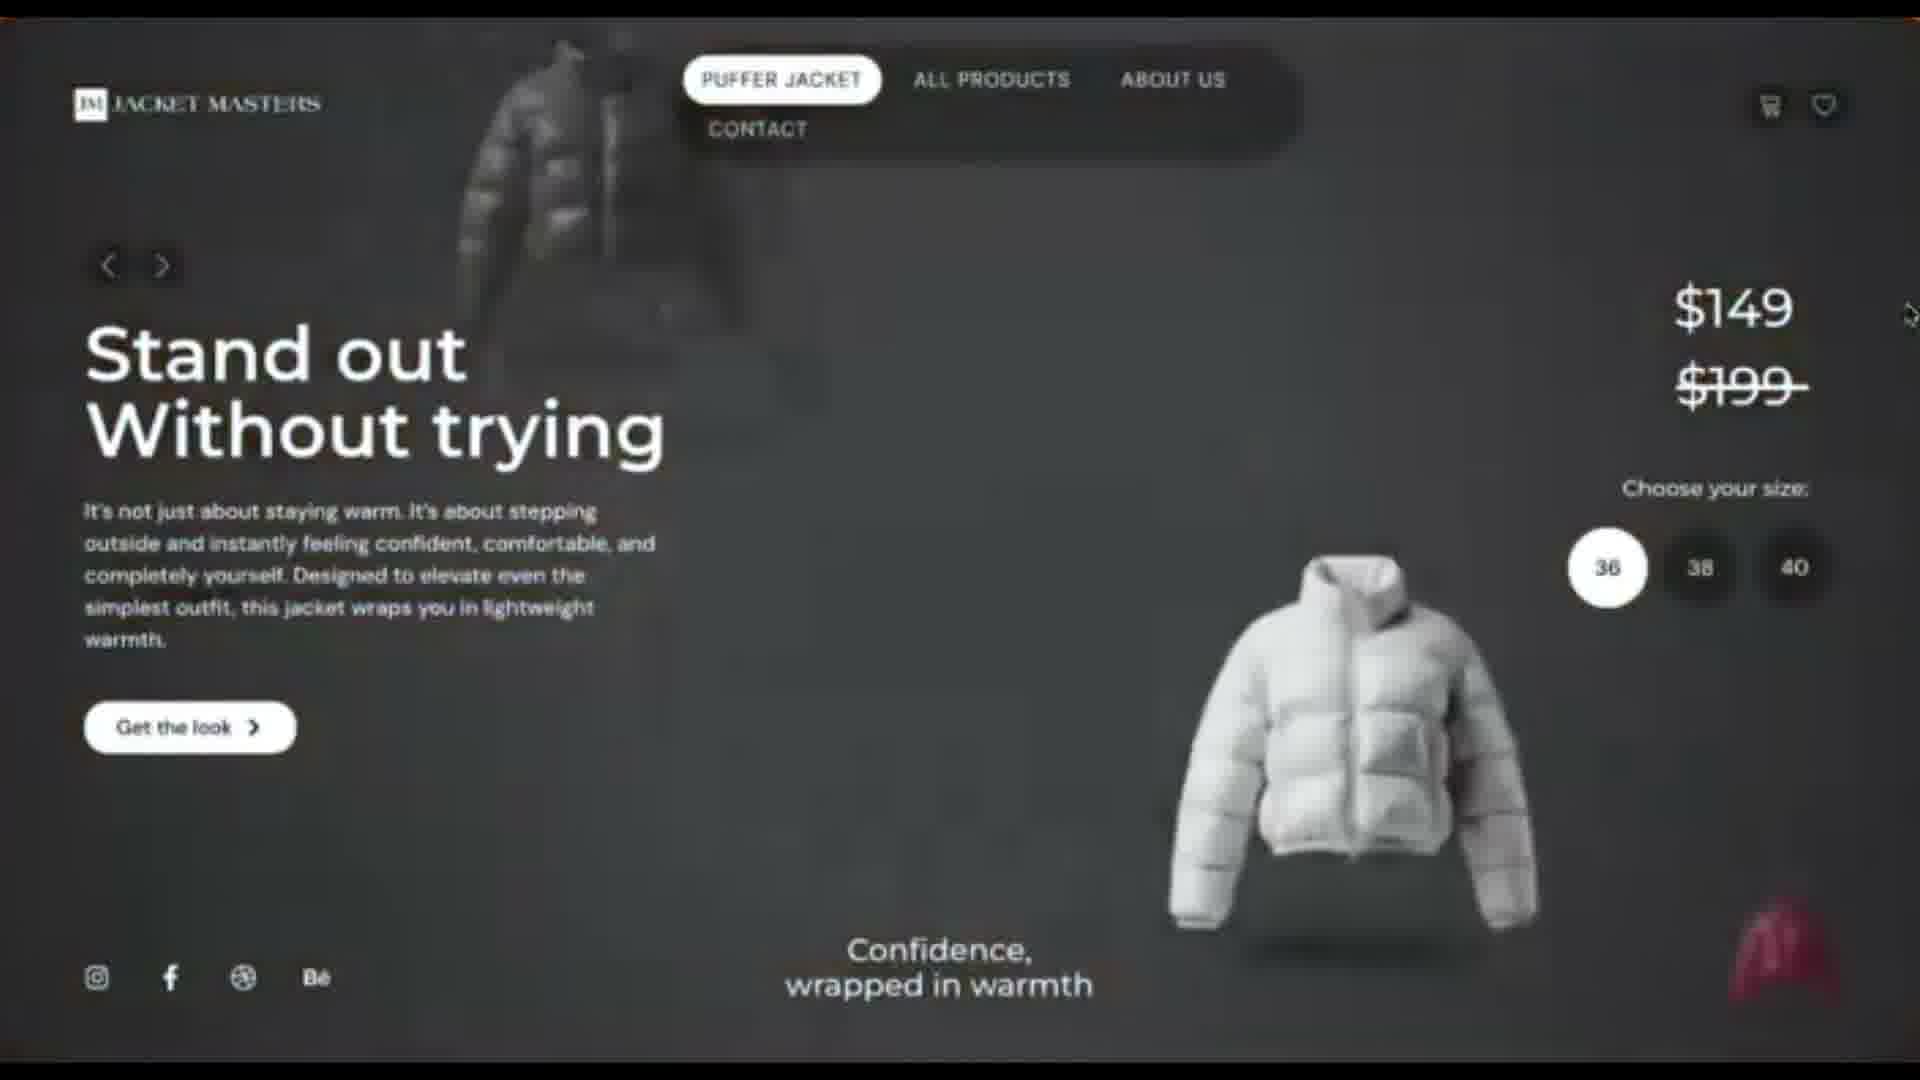 JM JACKET MASTERS
PUFFER JACKET ALL PRODUCTS ABOUT US
CONTACT
Stand out
Without trying
It's not just about staying warm. It's about stepping
outside and instantly feeling confident, comfortable, and
completely yourself. Designed to elevate even the
simplest outfit, this jacket wraps you in lightweight
warmth.
Get the look
$149
$199
Choose your size:
36 38 40
Confidence,
wrapped in warmth
Bē